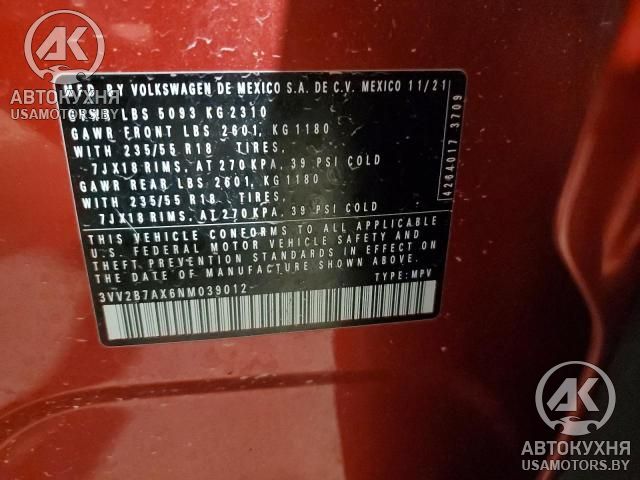 AK
АВТОКУХНЯ
USAMOTORS.BY
MFD BY VOLKSWAGEN DE MEXICO S.A. DE C.V. MEXICO 11/21
LBS 5093 KG 2310
GAWR FRONT LBS 2601, KG 1180
WITH 235/55 R18 TIRES,
7JX18 RIMS, AT 270 KPA, 39 PSI COLD
GAWR REAR LBS 2601, KG 1180
WITH 235/55 R18 TIRES,
7JX18 RIMS, AT 270 KPA, 39 PSI COLD
THIS VEHICLE CONFORMS TO ALL APPLICABLE
U.S. FEDERAL MOTOR VEHICLE SAFETY AND
THEFT PREVENTION STANDARDS IN EFFECT ON
THE DATE OF MANUFACTURE SHOWN ABOVE.
3VV2B7AX6NM039012 TYPE: MPV
4264017 3709
AK
АВТОКУХНЯ
USAMOTORS.BY